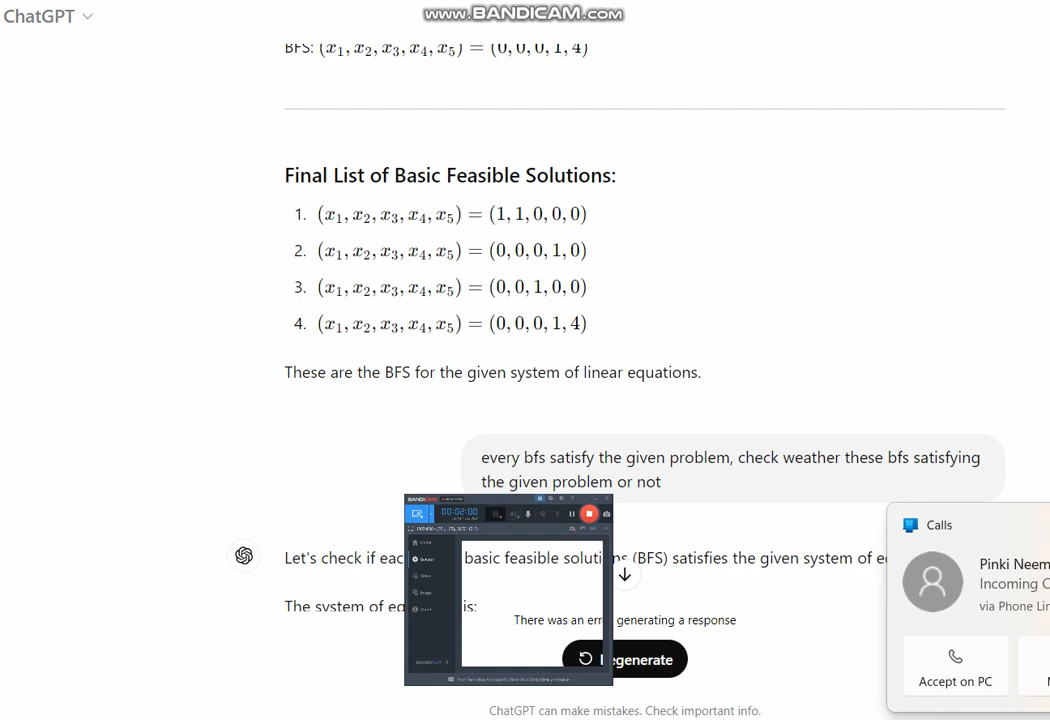 www.BANDICAM.com
ChatGPT
BFS: (x₁, x₂, x₃, x₄, x₅) = (0, 0, 0, 1, 4)
Final List of Basic Feasible Solutions:
1. (x₁, x₂, x₃, x₄, x₅) = (1, 1, 0, 0, 0)
2. (x₁, x₂, x₃, x₄, x₅) = (0, 0, 0, 1, 0)
3. (x₁, x₂, x₃, x₄, x₅) = (0, 0, 1, 0, 0)
4. (x₁, x₂, x₃, x₄, x₅) = (0, 0, 0, 1, 4)
These are the BFS for the given system of linear equations.
every bfs satisfy the given problem, check weather these bfs satisfying
the given problem or not
00:02:00
Calls
Let's check if eac basic feasible soluti s (BFS) satisfies the given system of e
Pinki Neem
Incoming C
The system of eq is:
via Phone Lin
There was an err generating a response
Regenerate
Accept on PC
ChatGPT can make mistakes. Check important info.